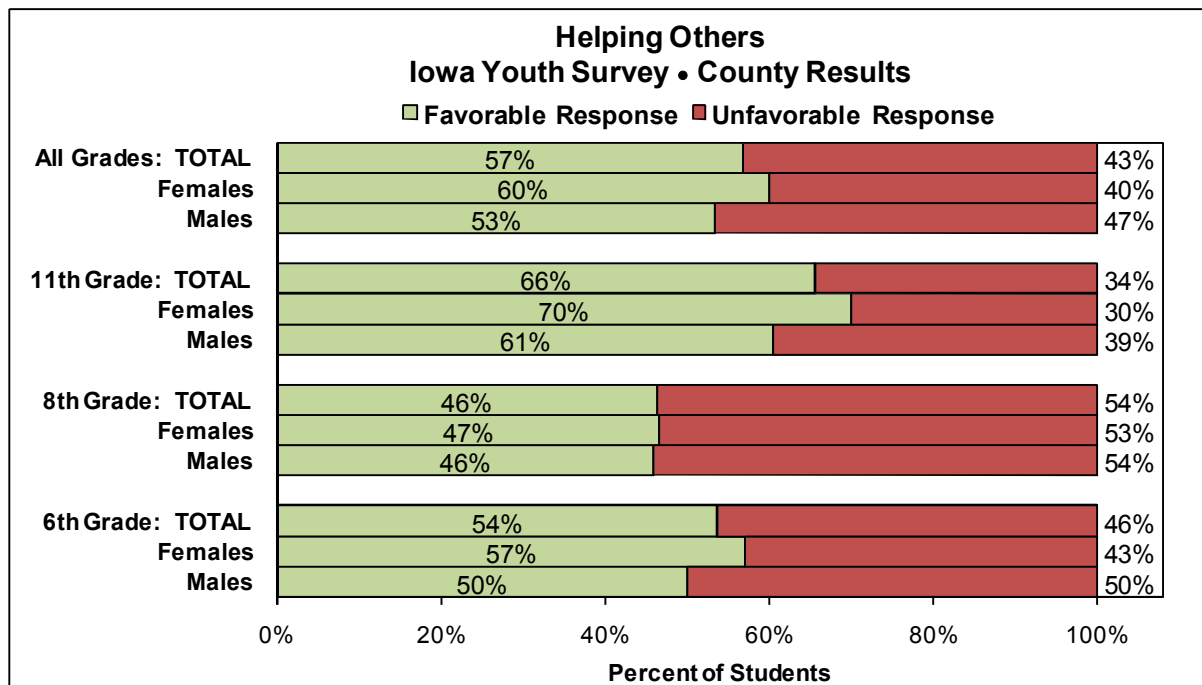 Helping Others
Iowa Youth Survey • County Results
Favorable Response Unfavorable Response
All Grades: TOTAL 57% 43%
Females 60% 40%
Males 53% 47%
11th Grade: TOTAL 66% 34%
Females 70% 30%
Males 61% 39%
8th Grade: TOTAL 46% 54%
Females 47% 53%
Males 46% 54%
6th Grade: TOTAL 54% 46%
Females 57% 43%
Males 50% 50%
0% 20% 40% 60% 80% 100%
Percent of Students